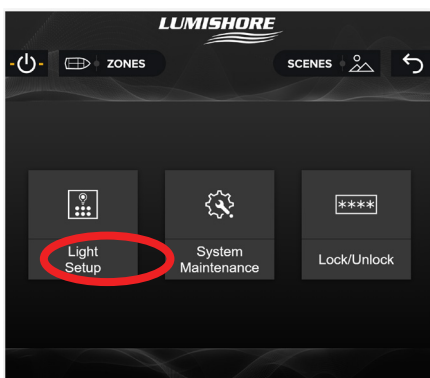 LUMISHORE
ZONES
SCENES
****
Light
Setup
System
Maintenance
Lock/Unlock